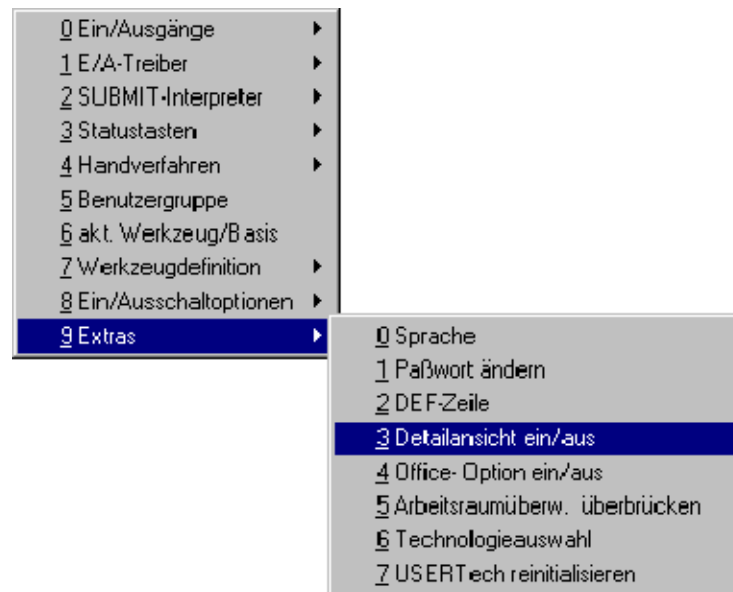 0 Ein/Ausgänge
1 E/A-Treiber
2 SUBMIT-Interpreter
3 Statustasten
4 Handverfahren
5 Benutzergruppe
6 akt. Werkzeug/Basis
7 Werkzeugdefinition
8 Ein/Ausschaltoptionen
9 Extras
0 Sprache
1 Paßwort ändern
2 DEF-Zeile
3 Detailansicht ein/aus
4 Office- Option ein/aus
5 Arbeitsraumüberw. überbrücken
6 Technologieauswahl
7 USERTech reinitialisieren